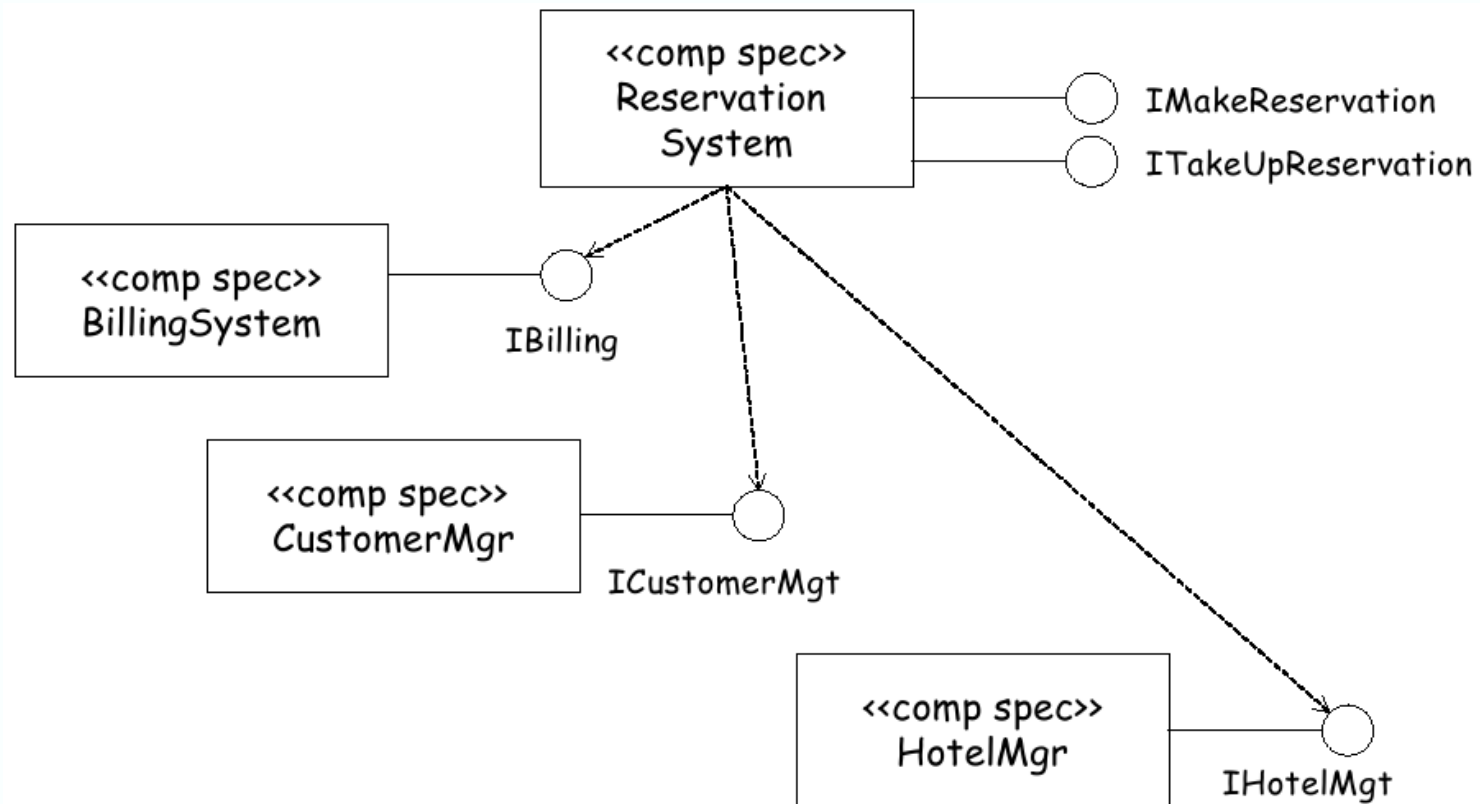 <<comp spec>>
Reservation
System
IMakeReservation
ITakeUpReservation
<<comp spec>>
BillingSystem
IBilling
<<comp spec>>
CustomerMgr
ICustomerMgt
<<comp spec>>
HotelMgr
IHotelMgt